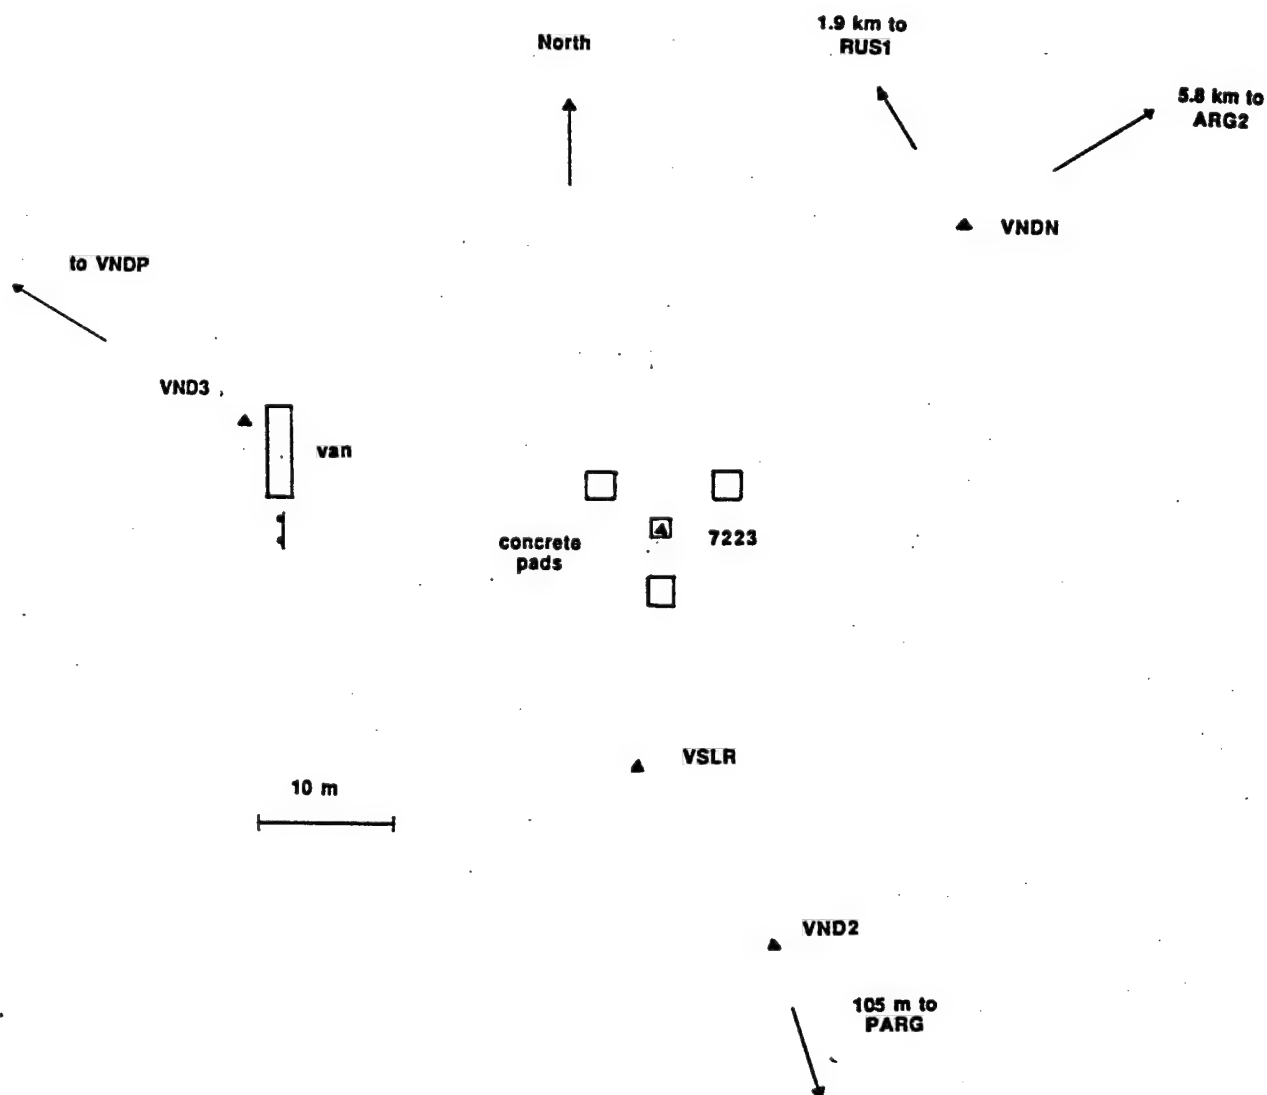 North
1.9 km to
RUS1
5.8 km to
ARG2
VNDN
to VNDP
VND3
van
concrete
pads
7223
VSLR
10 m
VND2
105 m to
PARG